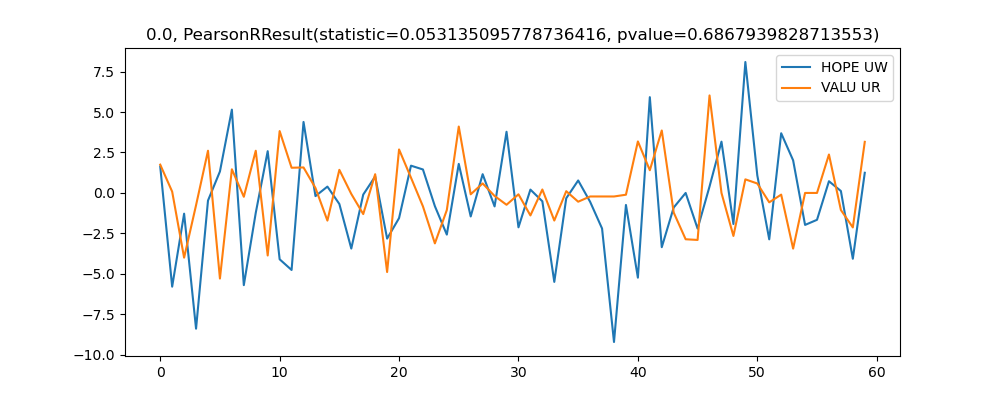 0.0, PearsonRResult(statistic=0.053135095778736416, pvalue=0.6867939828713553)
HOPE UW
VALU UR
7.5
5.0
2.5
0.0
−2.5
−5.0
−7.5
−10.0
0 10 20 30 40 50 60